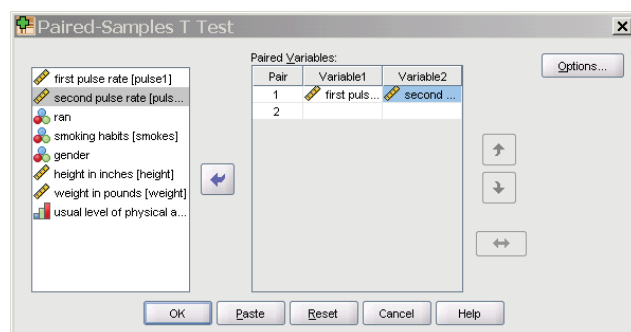 Paired-Samples T Test
first pulse rate [pulse1]
second pulse rate [puls...
ran
smoking habits [smokes]
gender
height in inches [height]
weight in pounds [weight]
usual level of physical a...
Paired Variables:
Pair Variable1 Variable2
1 first puls... second ...
2
Options...
OK Paste Reset Cancel Help